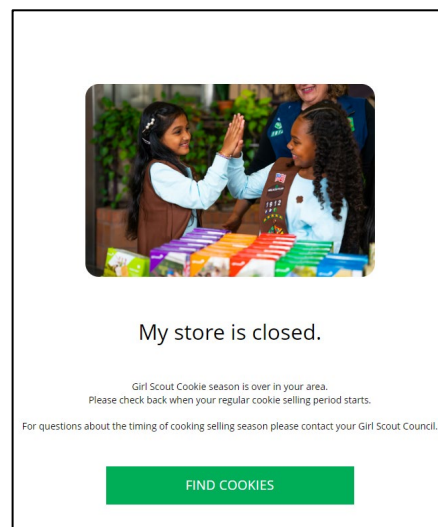 My store is closed.
Girl Scout Cookie season is over in your area.
Please check back when your regular cookie selling period starts.
For questions about the timing of cooking selling season please contact your Girl Scout Council.
FIND COOKIES